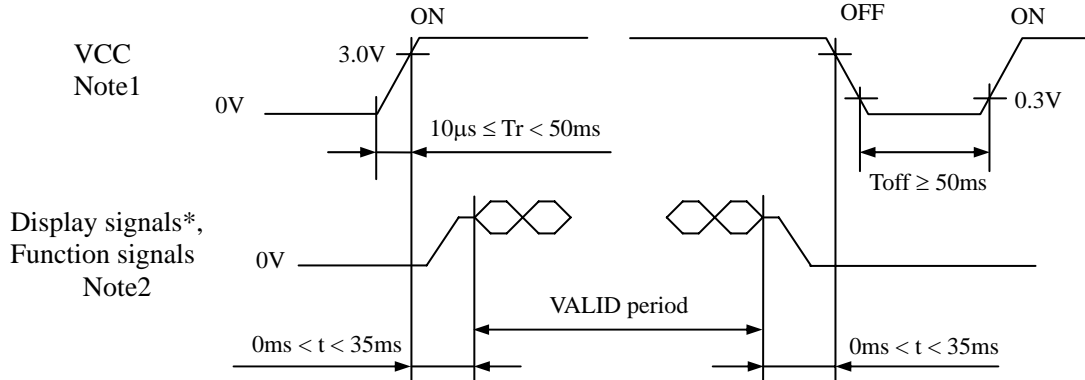 ON
OFF
ON
VCC
Note1
3.0V
0V
0.3V
10μs ≤ Tr < 50ms
Toff ≥ 50ms
Display signals*,
Function signals
Note2
0V
VALID period
0ms < t < 35ms
0ms < t < 35ms